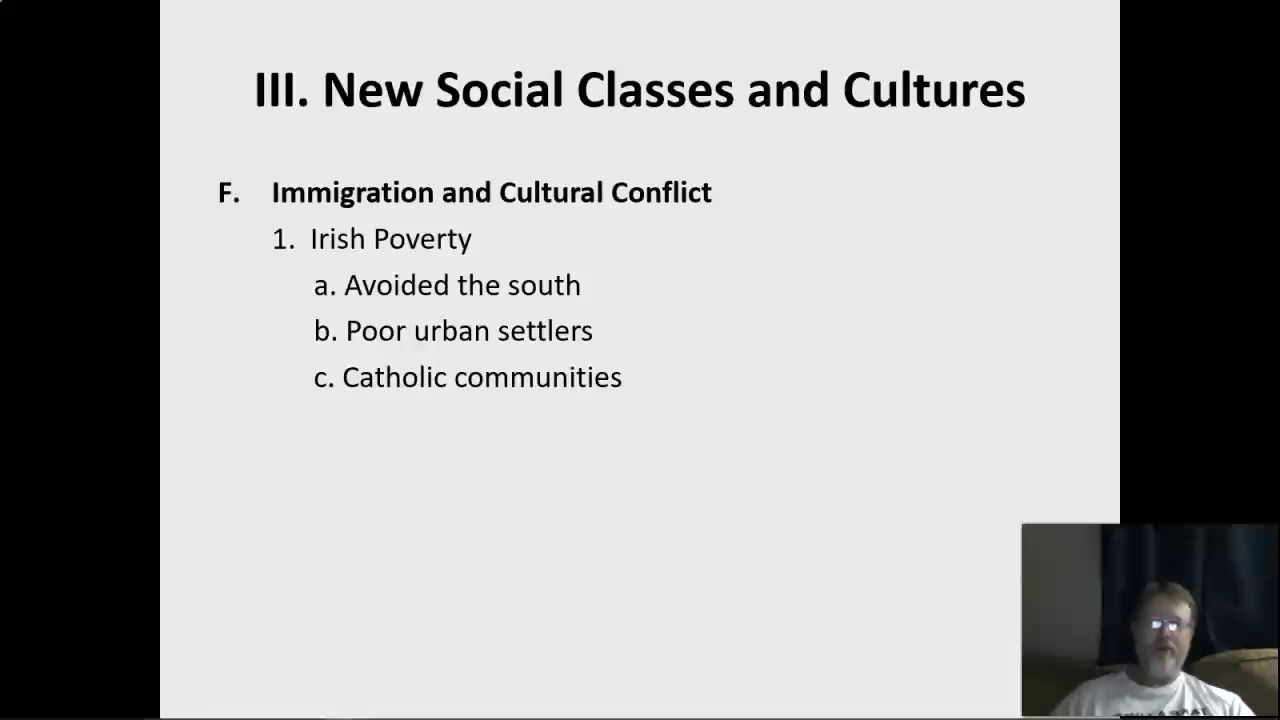 III. New Social Classes and Cultures
F. Immigration and Cultural Conflict
1. Irish Poverty
a. Avoided the south
b. Poor urban settlers
c. Catholic communities